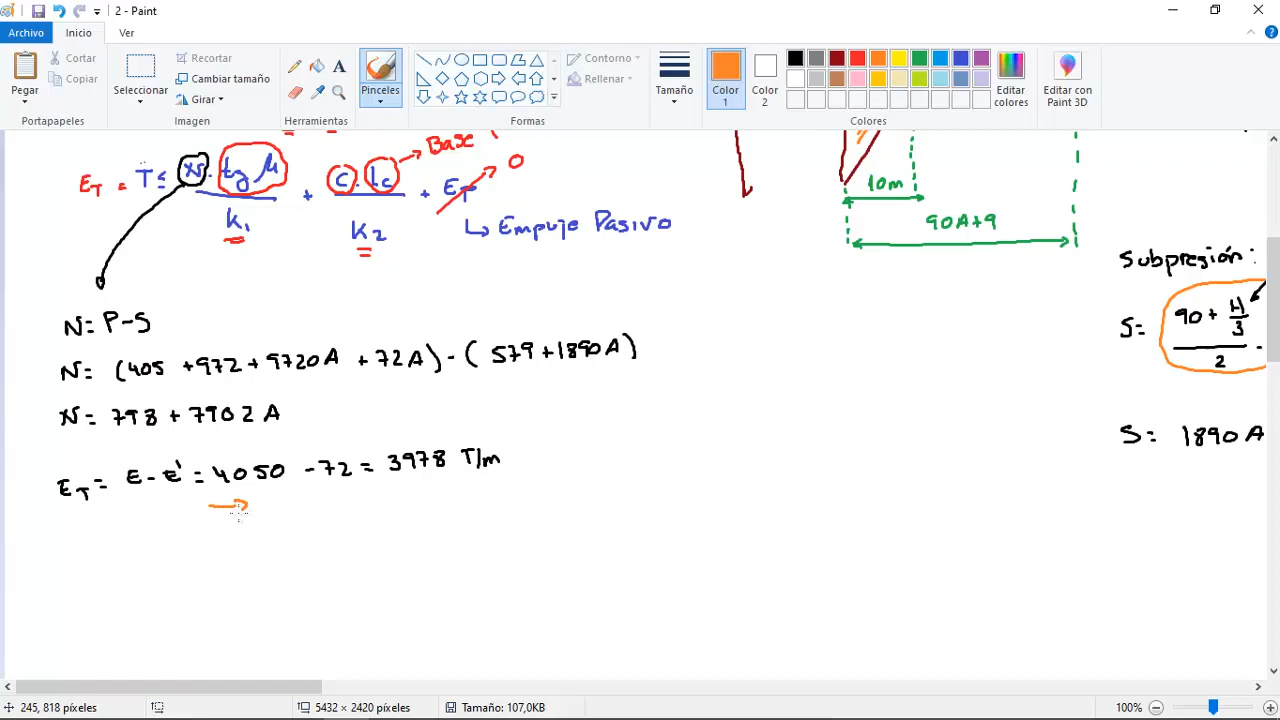 2 - Paint
Archivo Inicio Ver
Pegar
Cortar
Copiar
Portapapeles
Seleccionar
Recortar
Cambiar tamaño
Girar
Imagen
A
Herramientas
Pinceles
Contorno
Rellenar
Formas
Tamaño
Color 1
Color 2
Editar colores
Colores
Editar con Paint 3D
ET = T ≤ N. tg μ / k1 + c. Lc / K2 + ET
Base
0
Empuje Pasivo
10m
90A+9
N= P-S
N= (405 +972 +9720A +72A) - (579+1890A)
N= 798 + 7902A
ET = E - E' = 4050 - 72 = 3978 T/m
Subpresión:
S= 90 + H/3 / 2 -
S= 1890A
245, 818 píxeles
5432 × 2420 píxeles
Tamaño: 107,0KB
100%